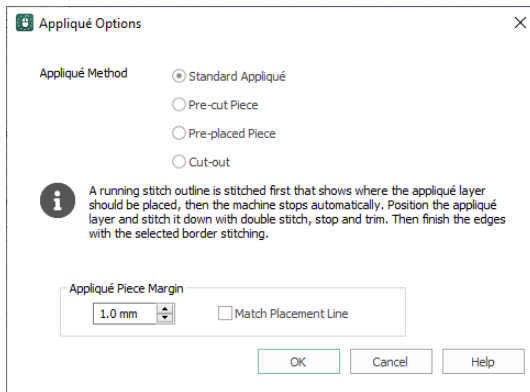 Appliqué Options
Appliqué Method
Standard Appliqué
Pre-cut Piece
Pre-placed Piece
Cut-out
A running stitch outline is stitched first that shows where the appliqué layer
should be placed, then the machine stops automatically. Position the appliqué
layer and stitch it down with double stitch, stop and trim. Then finish the edges
with the selected border stitching.
Appliqué Piece Margin
1.0 mm
Match Placement Line
OK Cancel Help